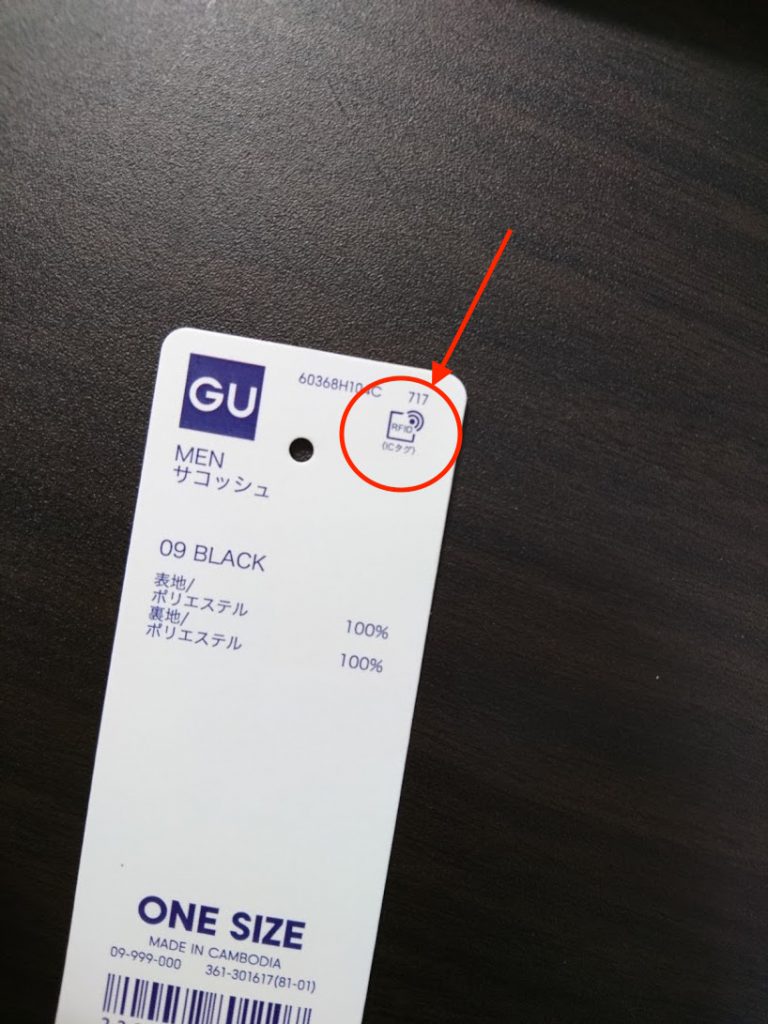 GU
717
RFID
(ICタグ)
MEN
サコッシュ
09 BLACK
表地/
ポリエステル 100%
裏地/
ポリエステル 100%
ONE SIZE
MADE IN CAMBODIA
09-999-000 361-301617(81-01)